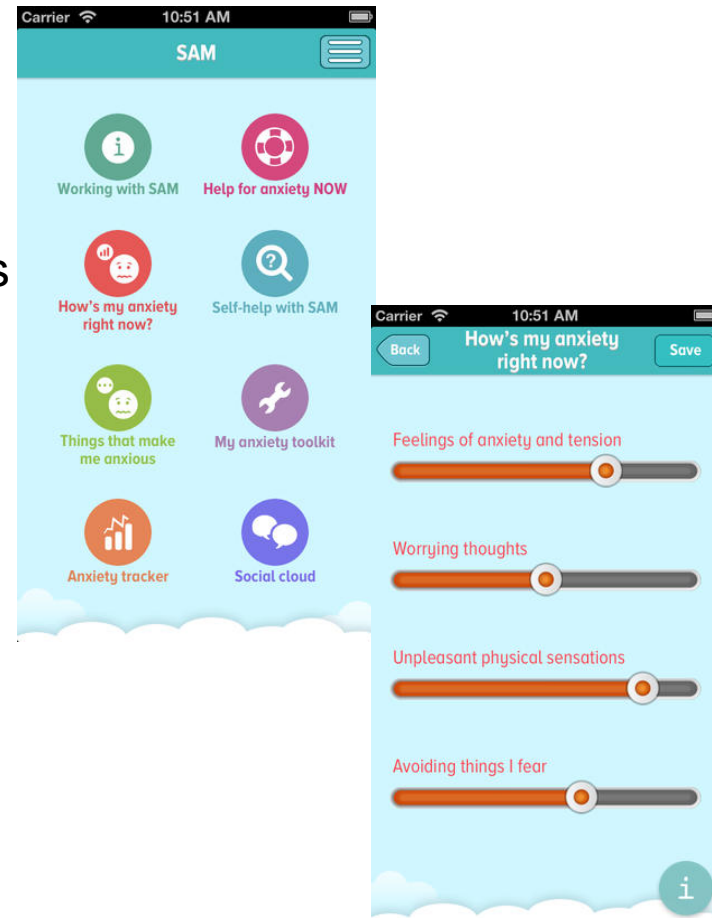 Carrier 10:51 AM
SAM
i
Working with SAM
Help for anxiety NOW
s
How's my anxiety
right now?
?
Self-help with SAM
Things that make
me anxious
My anxiety toolkit
Anxiety tracker
Social cloud
Carrier 10:51 AM
Back
How's my anxiety
right now?
Save
Feelings of anxiety and tension
Worrying thoughts
Unpleasant physical sensations
Avoiding things I fear
i